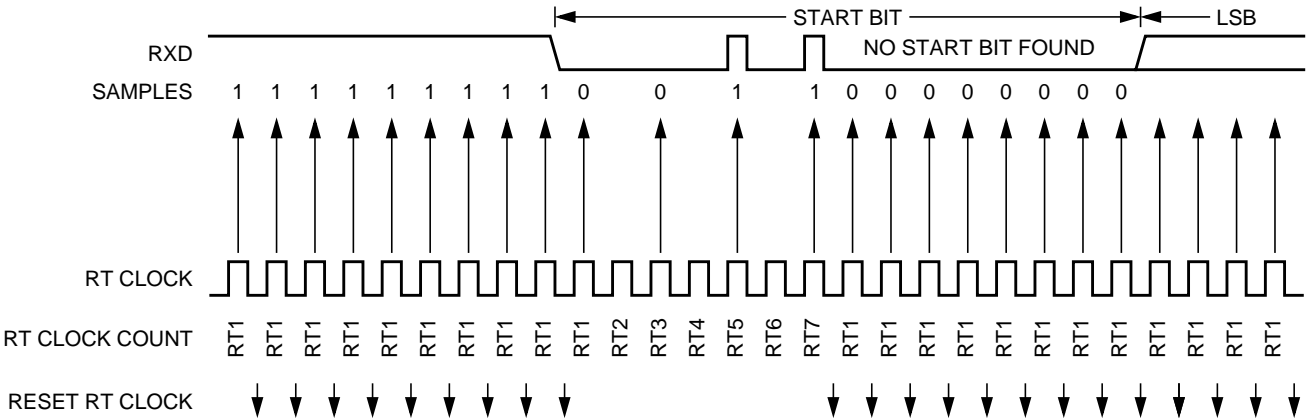 START BIT LSB
RXD NO START BIT FOUND
SAMPLES 1 1 1 1 1 1 1 1 1 0 0 1 1 0 0 0 0 0 0 0 0
RT CLOCK
RT CLOCK COUNT RT1 RT1 RT1 RT1 RT1 RT1 RT1 RT1 RT1 RT1 RT2 RT3 RT4 RT5 RT6 RT7 RT1 RT1 RT1 RT1 RT1 RT1 RT1 RT1 RT1 RT1 RT1 RT1
RESET RT CLOCK